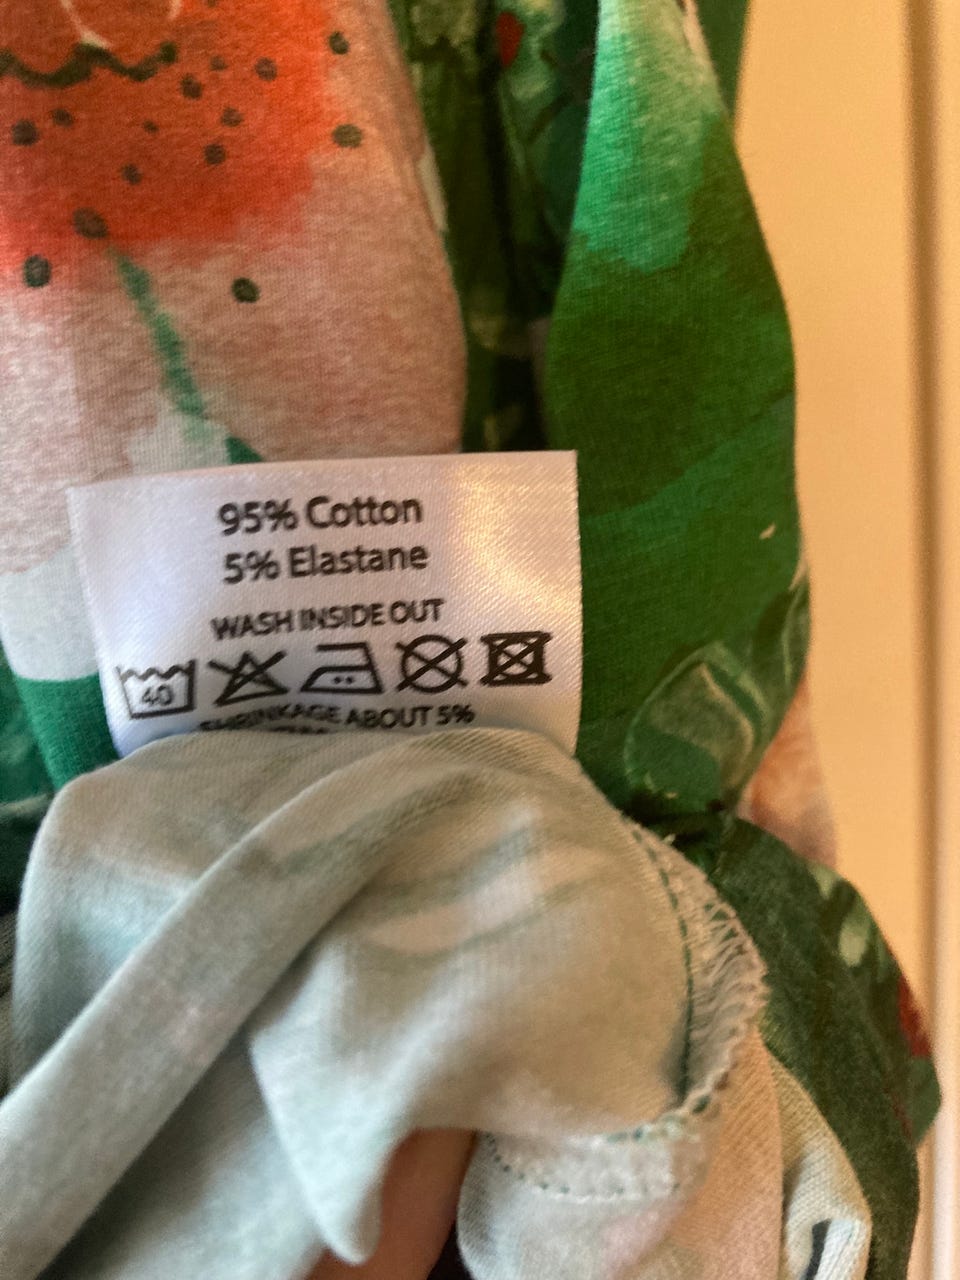 95% Cotton
5% Elastane
WASH INSIDE OUT
40
SHRINKAGE ABOUT 5%